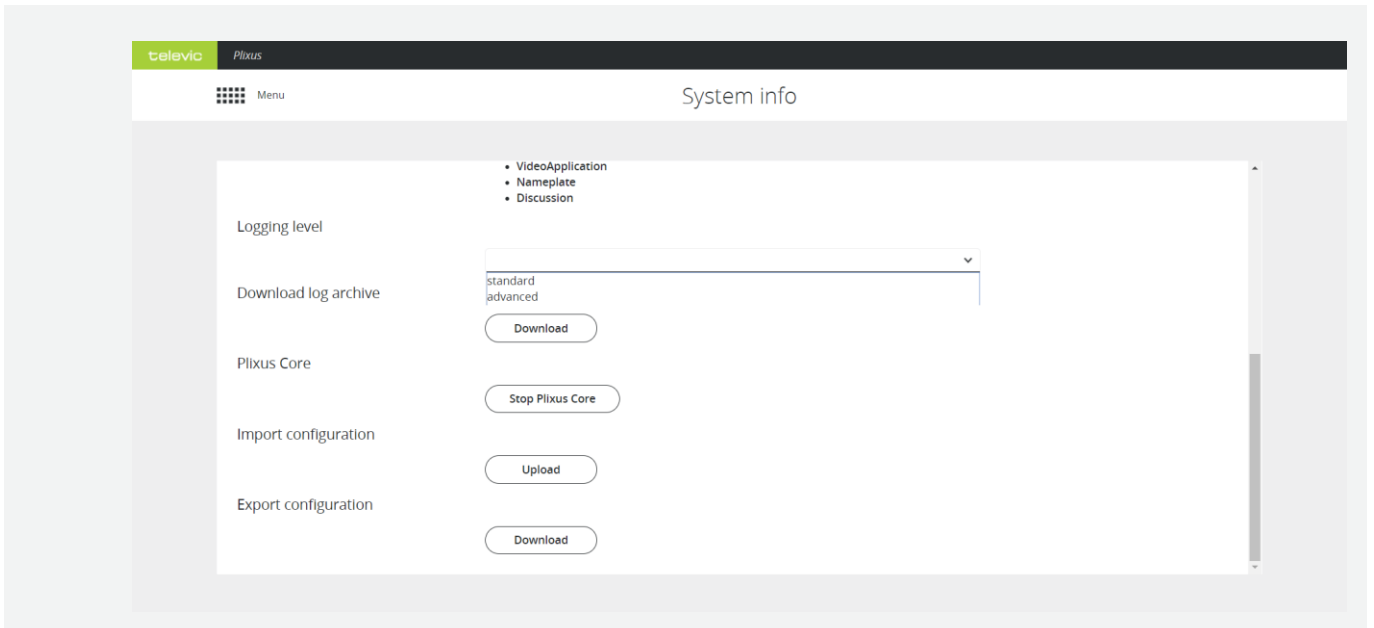 televic Plixus
Menu System info
• VideoApplication
• Nameplate
• Discussion
Logging level
standard
Download log archive
advanced
Download
Plixus Core
Stop Plixus Core
Import configuration
Upload
Export configuration
Download